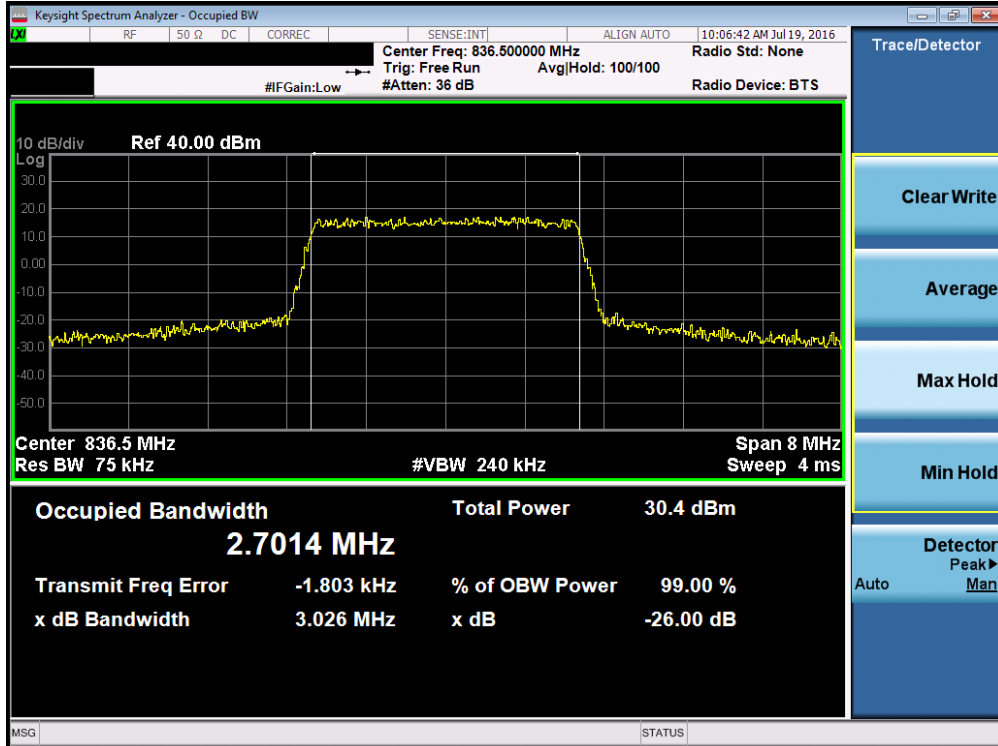 Keysight Spectrum Analyzer - Occupied BW
LXI RF 50 Ω DC CORREC SENSE:INT ALIGN AUTO 10:06:42 AM Jul 19, 2016
Center Freq: 836.500000 MHz Radio Std: None
Trig: Free Run Avg|Hold: 100/100
#IFGain:Low #Atten: 36 dB Radio Device: BTS
10 dB/div Ref 40.00 dBm
Log
30.0
20.0
10.0
0.00
-10.0
-20.0
-30.0
-40.0
-50.0
Center 836.5 MHz Span 8 MHz
Res BW 75 kHz #VBW 240 kHz Sweep 4 ms
Occupied Bandwidth Total Power 30.4 dBm
2.7014 MHz
Transmit Freq Error -1.803 kHz % of OBW Power 99.00 %
x dB Bandwidth 3.026 MHz x dB -26.00 dB
MSG STATUS
Trace/Detector
Clear Write
Average
Max Hold
Min Hold
Detector
Peak▶
Auto Man